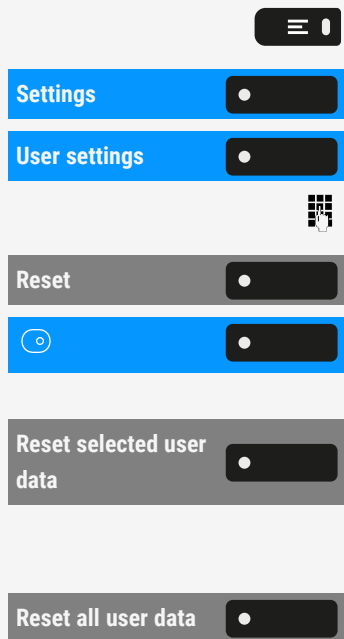 Settings
User settings
Reset
Reset selected user
data
Reset all user data